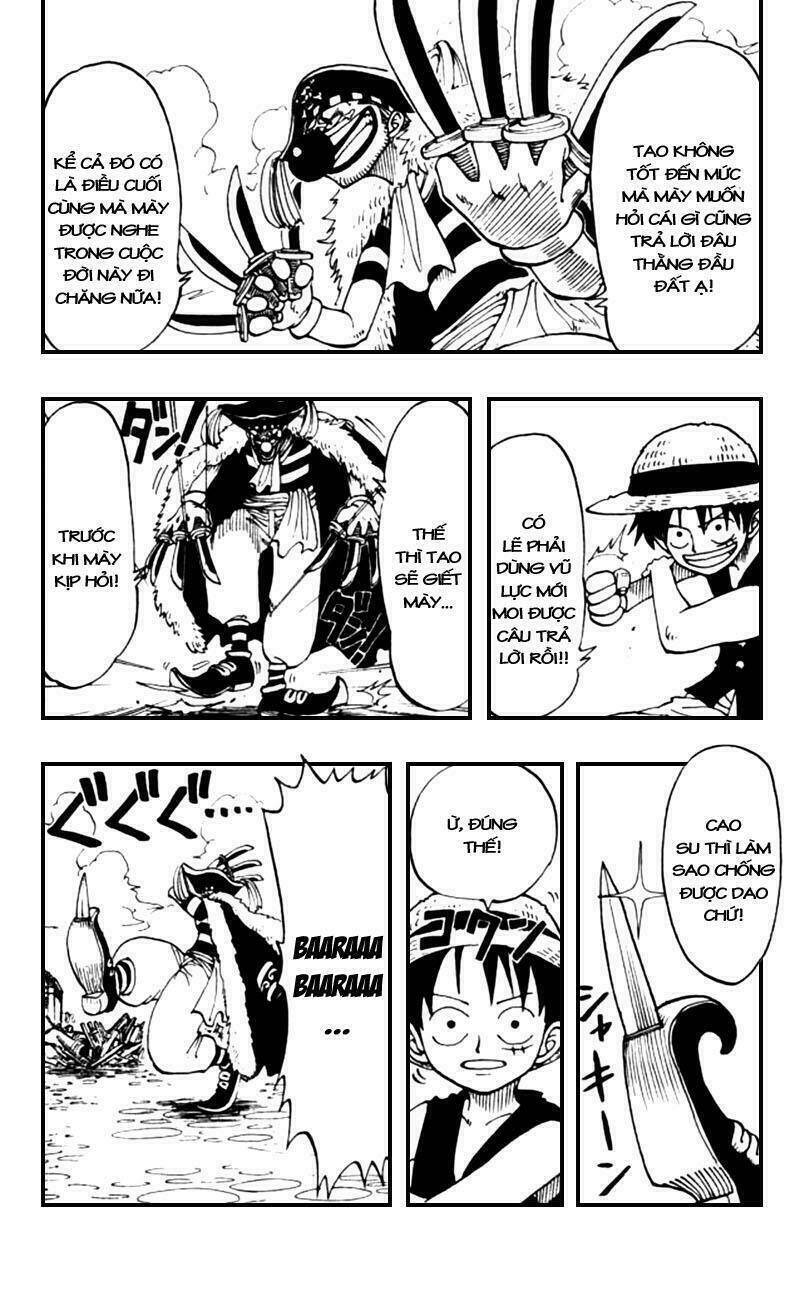 TAO KHÔNG
TỐT ĐẾN MỨC
MÀ MÀY MUỐN
HỎI CÁI GÌ CŨNG
TRẢ LỜI ĐÂU
THẰNG ĐẦU
ĐẤT Ạ!
KỂ CẢ ĐÓ CÓ
LÀ ĐIỀU CUỐI
CÙNG MÀ MÀY
ĐƯỢC NGHE
TRONG CUỘC
ĐỜI NÀY ĐI
CHĂNG NỮA!
CÓ
LẼ PHẢI
DÙNG VŨ
LỰC MỚI
MOI ĐƯỢC
CÂU TRẢ
LỜI RỒI!!
THẾ
THÌ TAO
SẼ GIẾT
MÀY...
ダン!
TRƯỚC
KHI MÀY
KỊP HỎI!
ダン!
CAO
SU THÌ LÀM
SAO CHỐNG
ĐƯỢC DAO
CHỨ!
シャキーン
Ừ, ĐÚNG
THẾ!
ゴクン
BAARAAA
BAARAAA
...
ぐぐぐ....